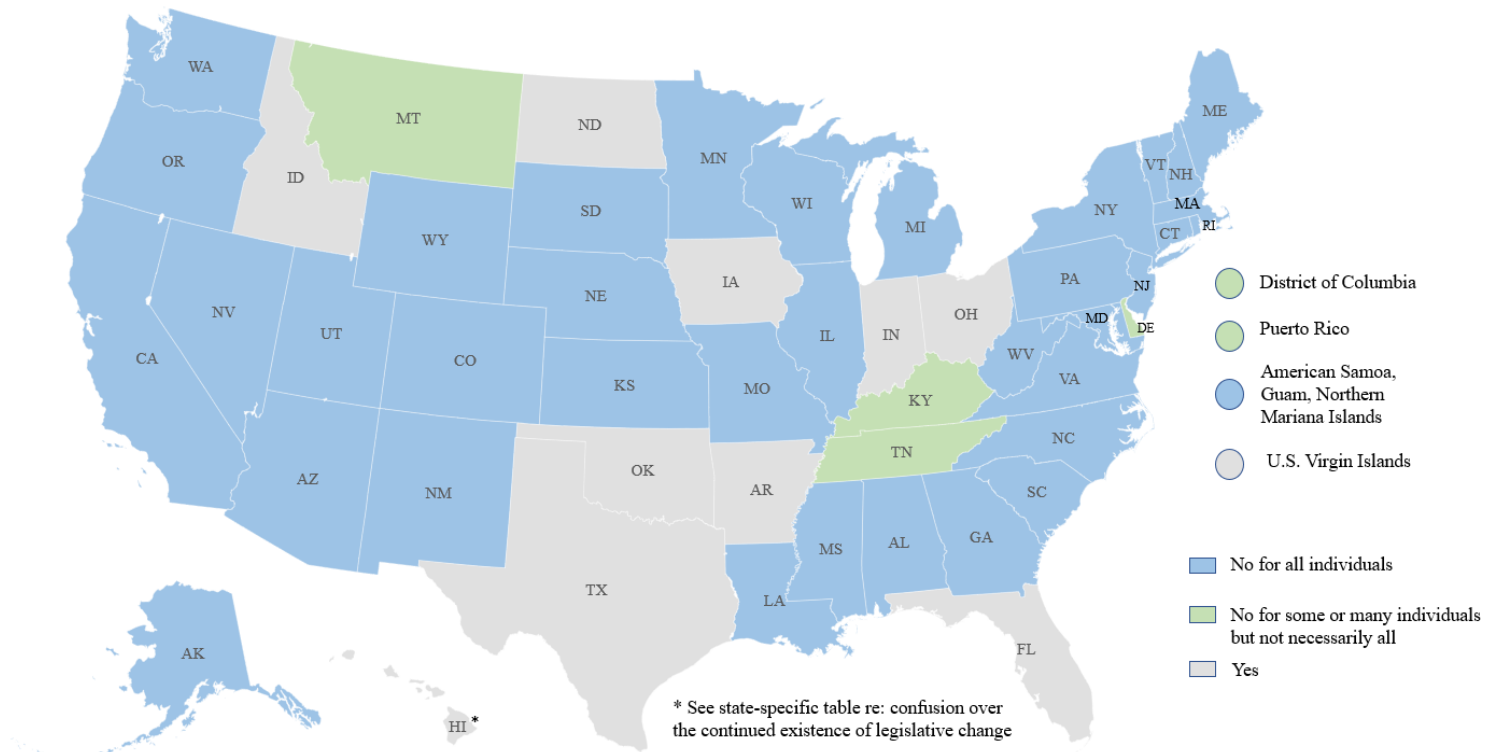 WA
MT
ND
MN
ME
OR
ID
SD
WI
VT
NH
MI
NY
MA
WY
CT
RI
IA
NE
PA
NJ
NV
UT
CO
IL
IN
OH
MD
DE
CA
KS
MO
WV
VA
KY
NC
TN
AZ
NM
OK
AR
SC
MS
AL
GA
TX
LA
FL
AK
HI *
District of Columbia
Puerto Rico
American Samoa,
Guam, Northern
Mariana Islands
U.S. Virgin Islands
No for all individuals
No for some or many individuals
but not necessarily all
Yes
* See state-specific table re: confusion over
the continued existence of legislative change